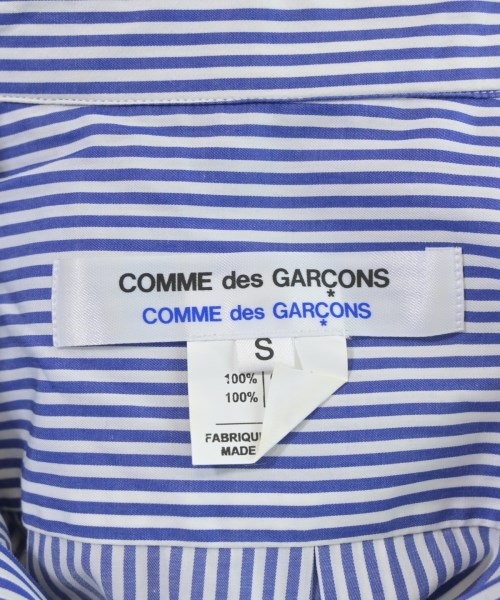 COMME des GARÇONS
*
COMME des GARÇONS
*
S
100%
100%
FABRIQU
MADE